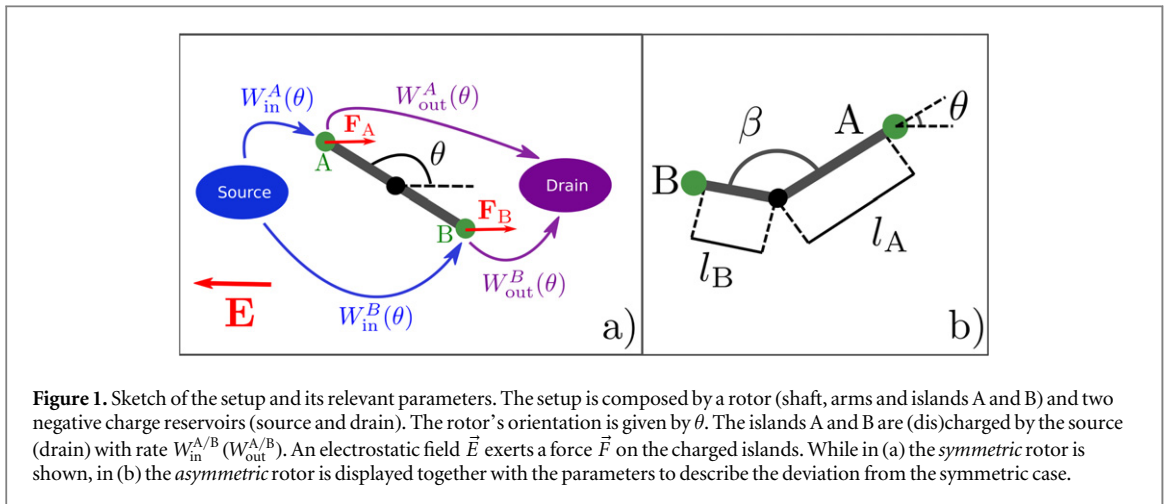 W_in^A(θ)
W_out^A(θ)
F_A
A
θ
Source
Drain
F_B
B
W_out^B(θ)
E
W_in^B(θ)
a)
A
θ
β
B
l_A
l_B
b)
Figure 1. Sketch of the setup and its relevant parameters. The setup is composed by a rotor (shaft, arms and islands A and B) and two
negative charge reservoirs (source and drain). The rotor's orientation is given by θ. The islands A and B are (dis)charged by the source
(drain) with rate W_in^A/B (W_out^A/B). An electrostatic field E⃗ exerts a force F⃗ on the charged islands. While in (a) the symmetric rotor is
shown, in (b) the asymmetric rotor is displayed together with the parameters to describe the deviation from the symmetric case.